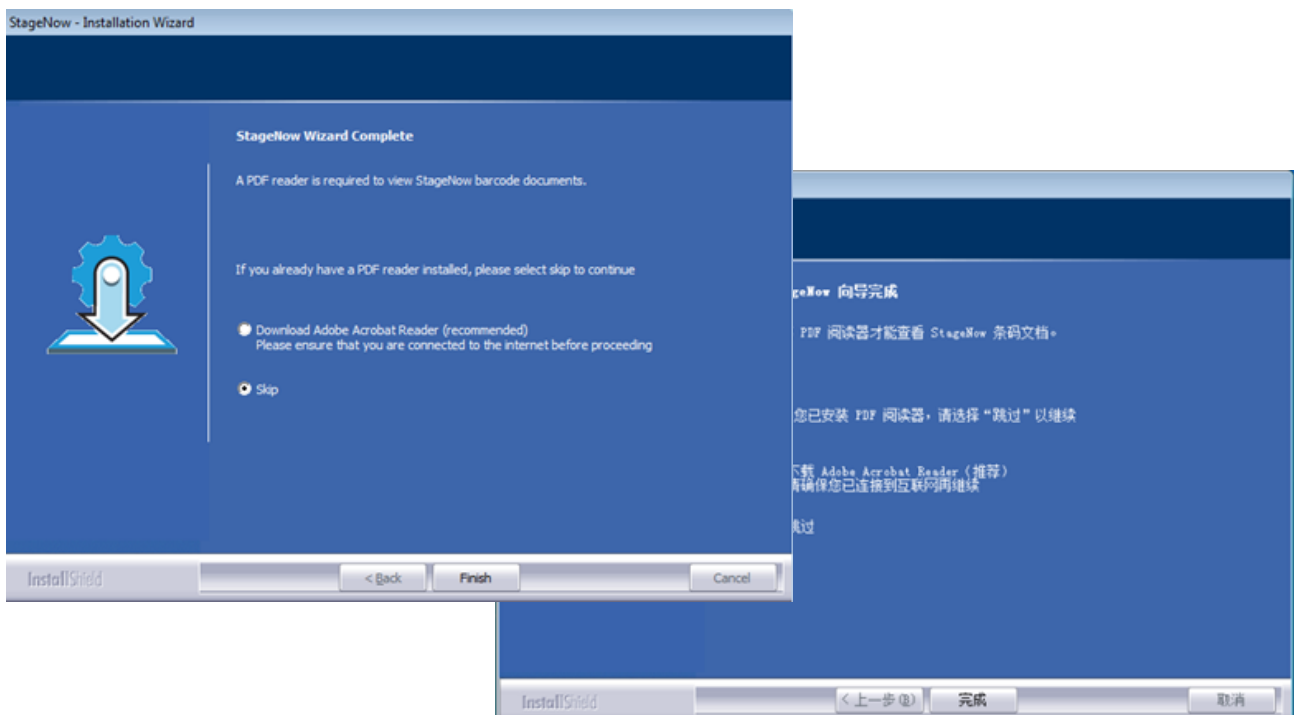 StageNow - Installation Wizard
StageNow Wizard Complete
A PDF reader is required to view StageNow barcode documents.
If you already have a PDF reader installed, please select skip to continue
Download Adobe Acrobat Reader (recommended)
Please ensure that you are connected to the internet before proceeding
Skip
InstallShield
< Back
Finish
Cancel
geNow 向导完成
PDF 阅读器才能查看 StageNow 条码文档。
您已安装 PDF 阅读器,请选择“跳过”以继续
下载 Adobe Acrobat Reader(推荐)
请确保您已连接到互联网再继续
跳过
InstallShield
< 上一步(B)
完成
取消